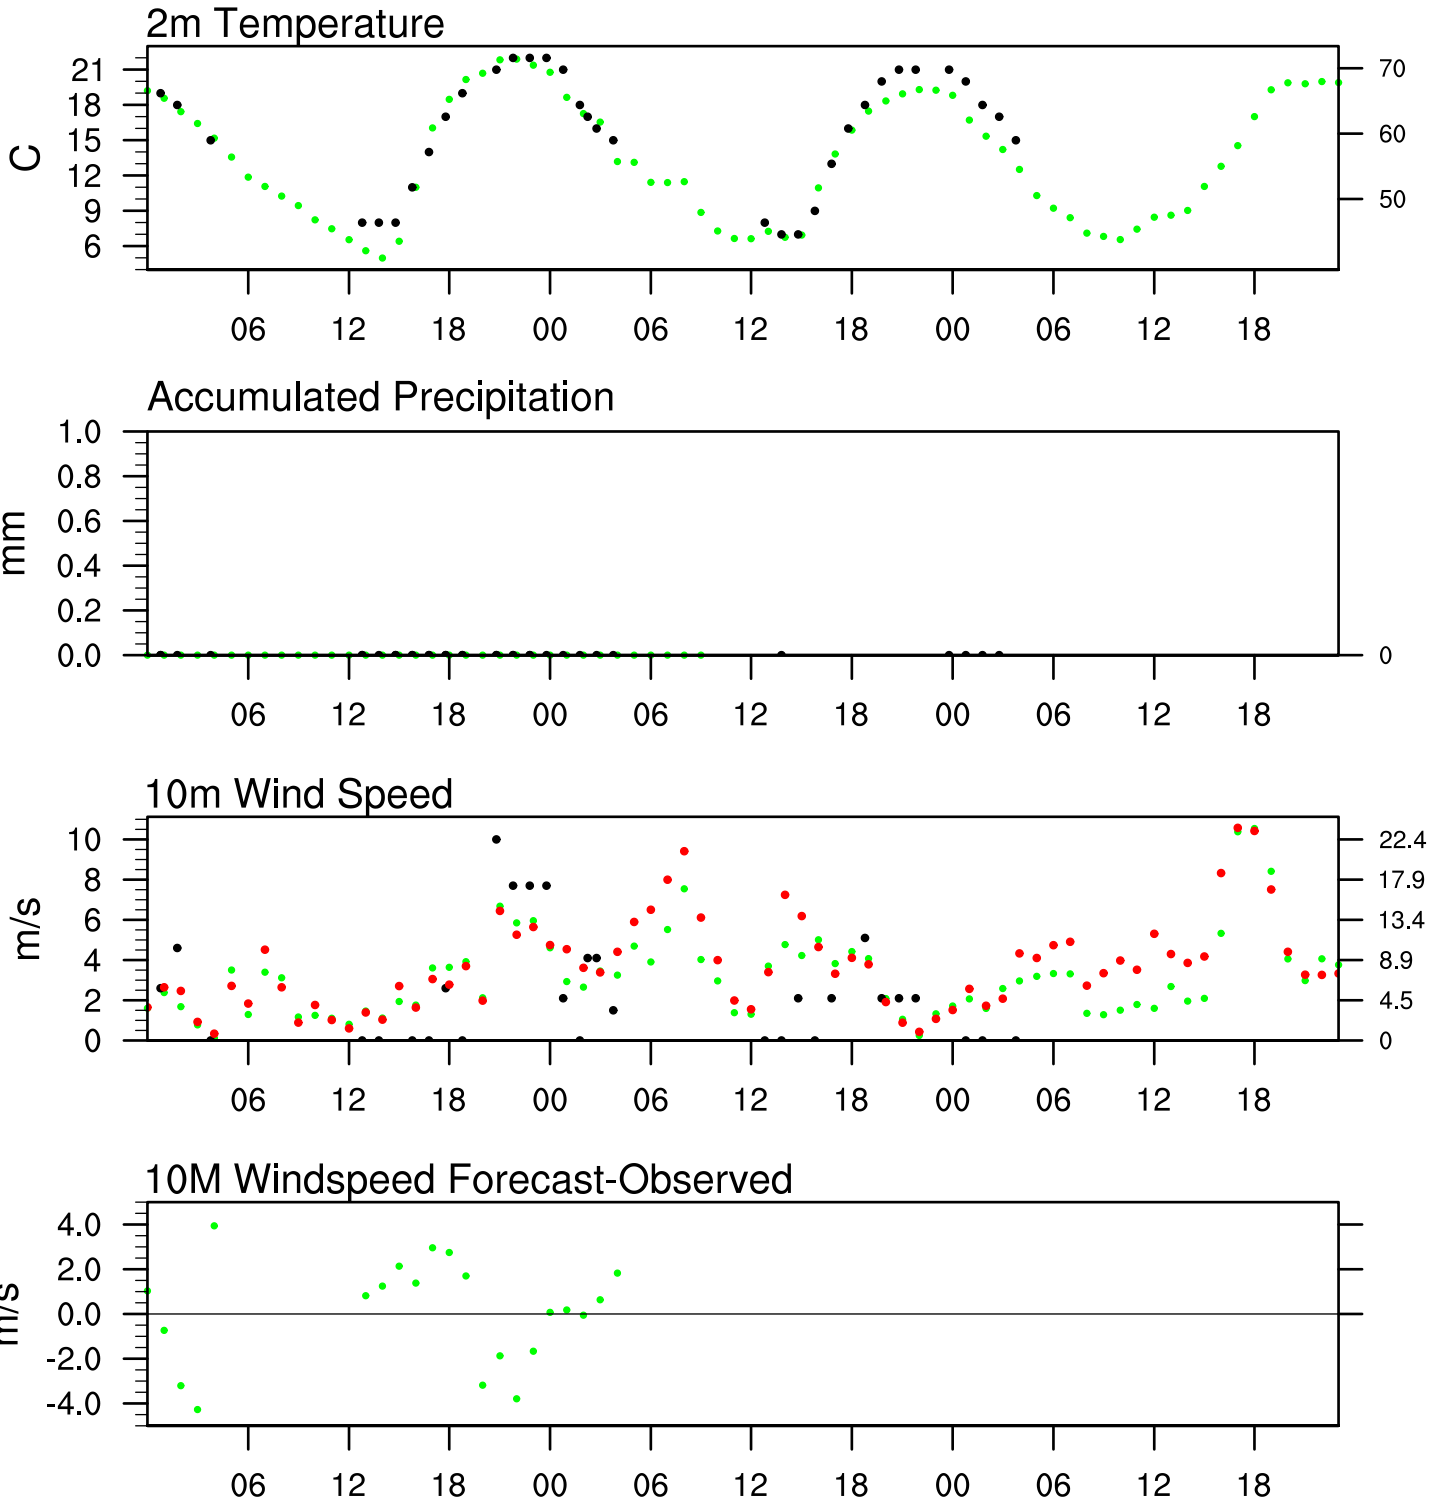 2m Temperature
C
21
18
15
12
9
6
70
60
50
06 12 18 00 06 12 18 00 06 12 18
Accumulated Precipitation
mm
1.0
0.8
0.6
0.4
0.2
0.0
0
06 12 18 00 06 12 18 00 06 12 18
10m Wind Speed
m/s
10
8
6
4
2
0
22.4
17.9
13.4
8.9
4.5
0
06 12 18 00 06 12 18 00 06 12 18
10M Windspeed Forecast-Observed
m/s
4.0
2.0
0.0
-2.0
-4.0
06 12 18 00 06 12 18 00 06 12 18